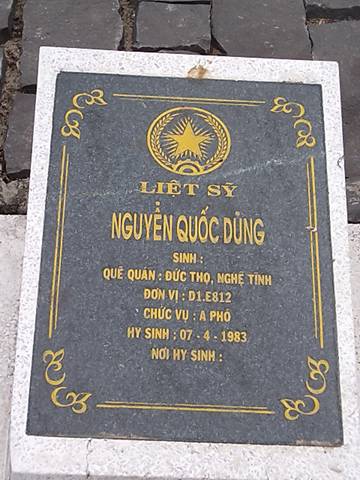 LIỆT SỸ
NGUYỄN QUỐC DŨNG
SINH :
QUÊ QUÁN : ĐỨC THỌ, NGHỆ TĨNH
ĐƠN VỊ : D1.E812
CHỨC VỤ : A PHÓ
HY SINH : 07 - 4 - 1983
NƠI HY SINH :